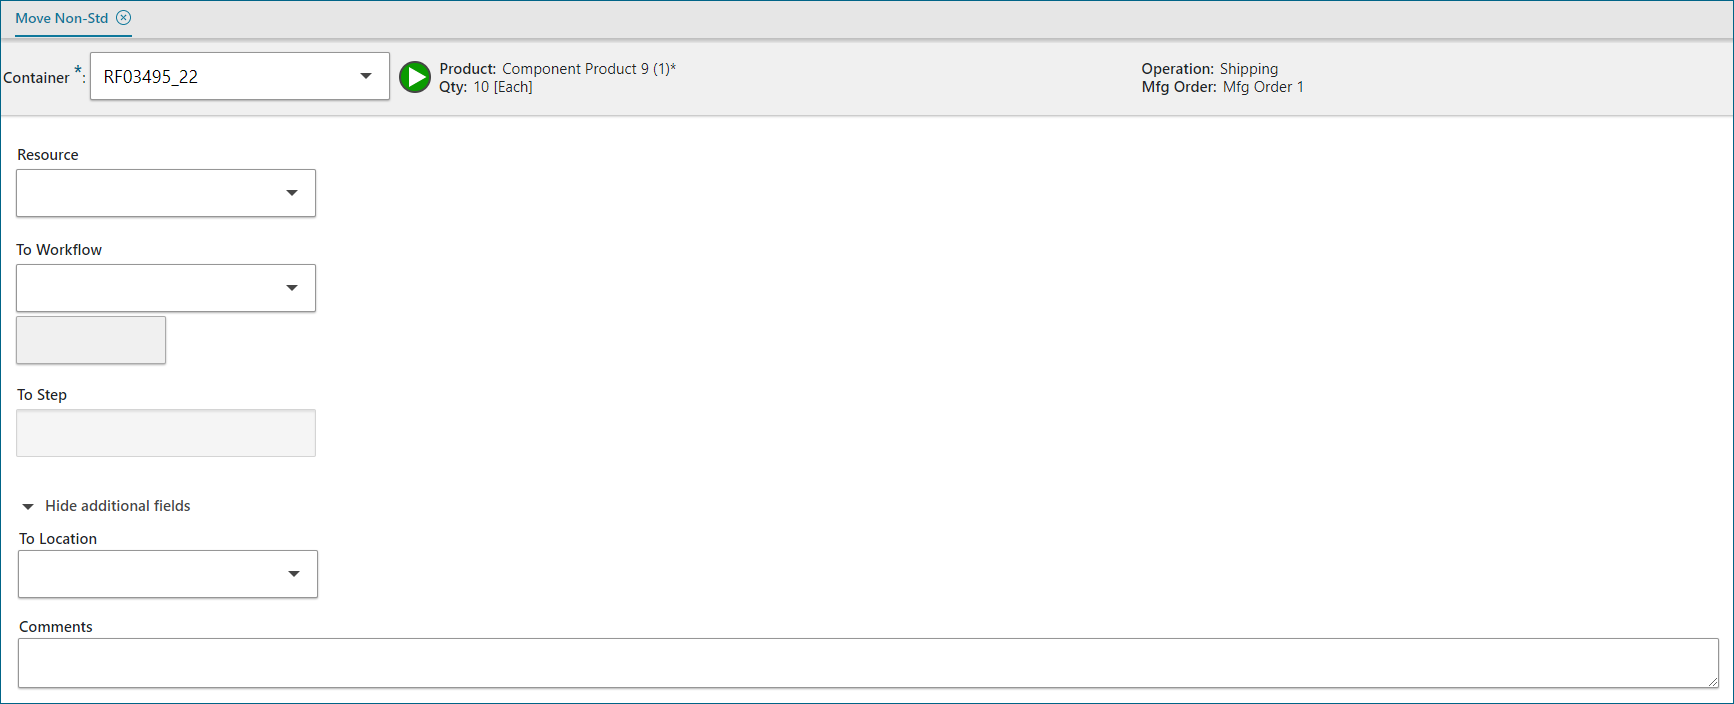 Move Non-Std
Container *: RF03495_22
Product: Component Product 9 (1)*
Qty: 10 [Each]
Operation: Shipping
Mfg Order: Mfg Order 1
Resource
To Workflow
To Step
Hide additional fields
To Location
Comments